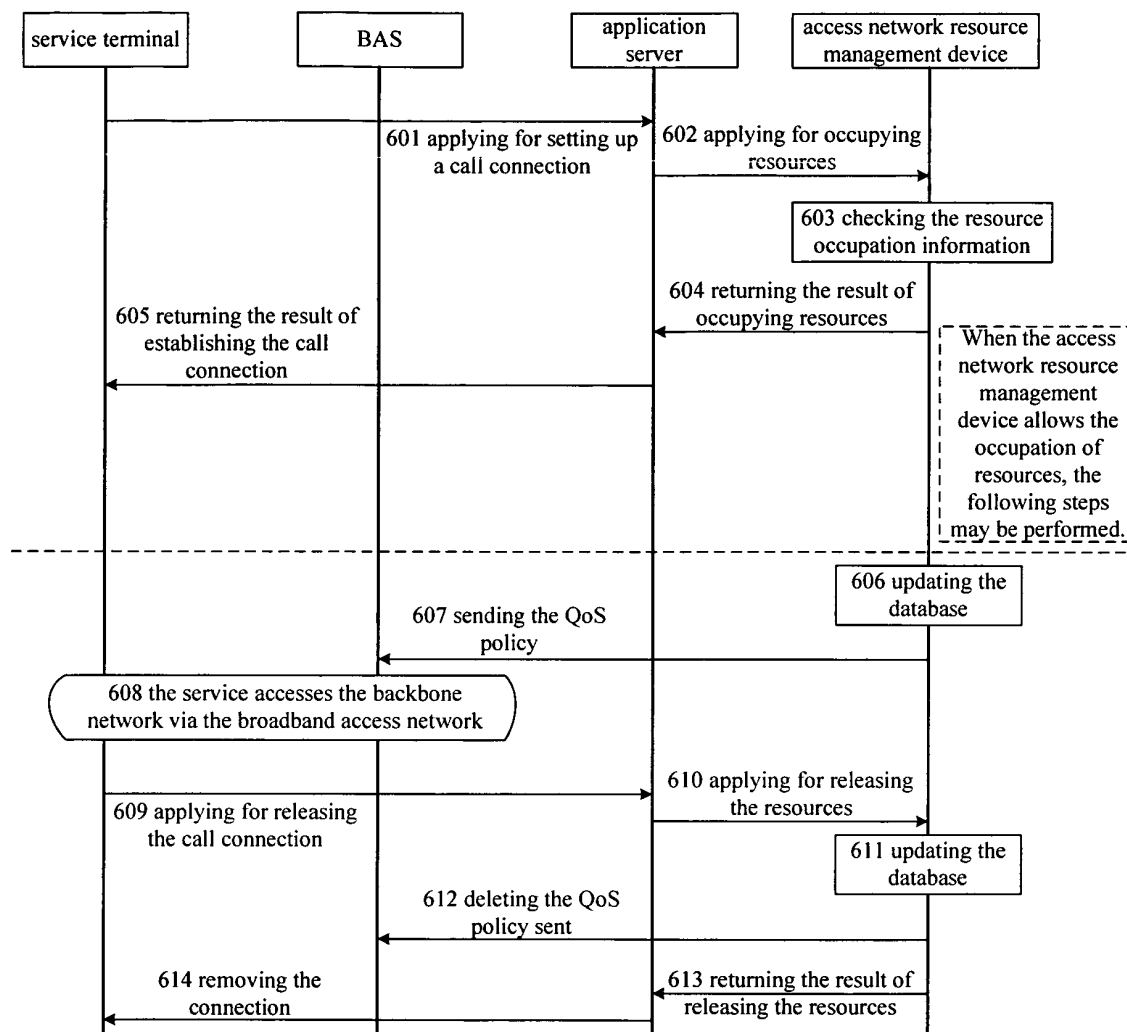 service terminal
BAS
application
server
access network resource
management device
601 applying for setting up
a call connection
602 applying for occupying
resources
603 checking the resource
occupation information
604 returning the result of
occupying resources
605 returning the result of
establishing the call
connection
When the access
network resource
management
device allows the
occupation of
resources, the
following steps
may be performed.
606 updating the
database
607 sending the QoS
policy
608 the service accesses the backbone
network via the broadband access network
609 applying for releasing
the call connection
610 applying for releasing
the resources
611 updating the
database
612 deleting the QoS
policy sent
613 returning the result of
releasing the resources
614 removing the
connection